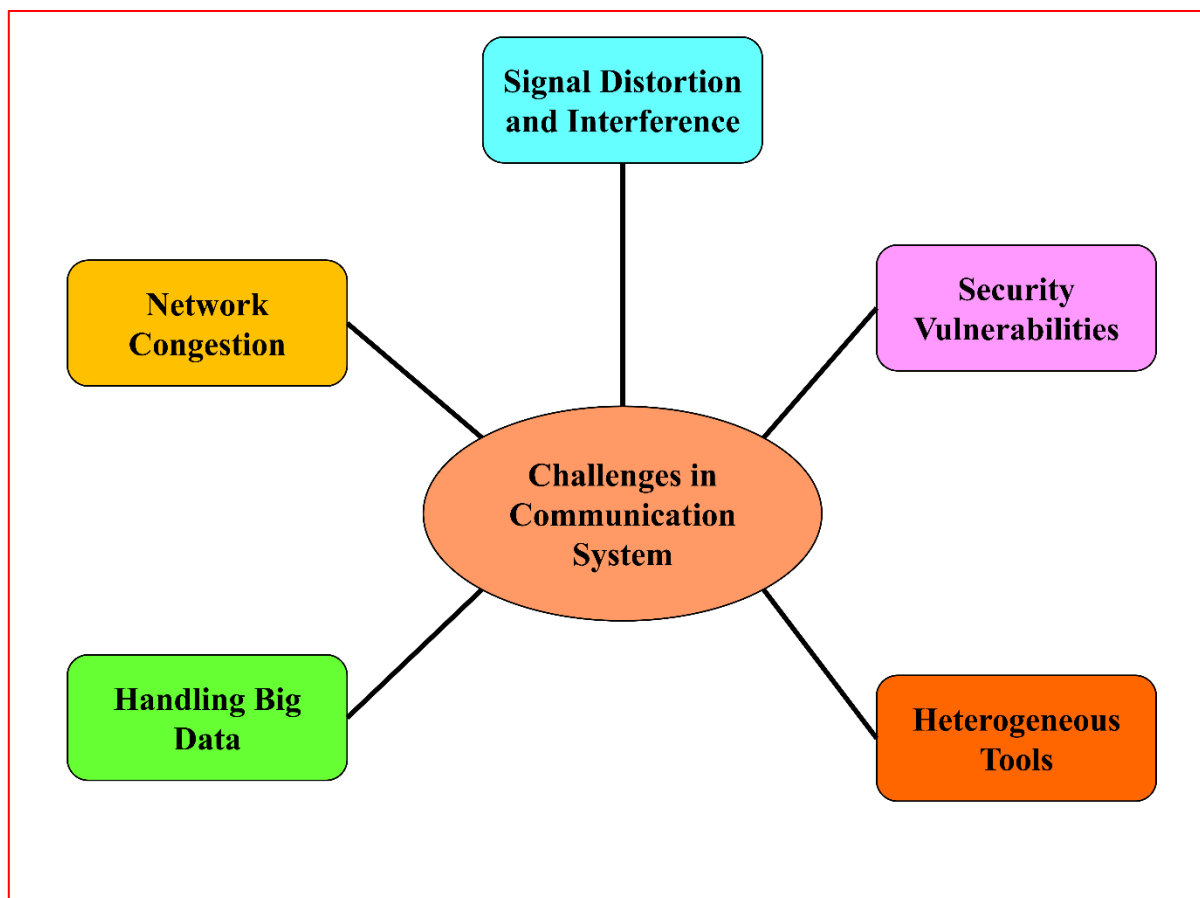 Signal Distortion
and Interference
Network
Congestion
Security
Vulnerabilities
Challenges in
Communication
System
Handling Big
Data
Heterogeneous
Tools